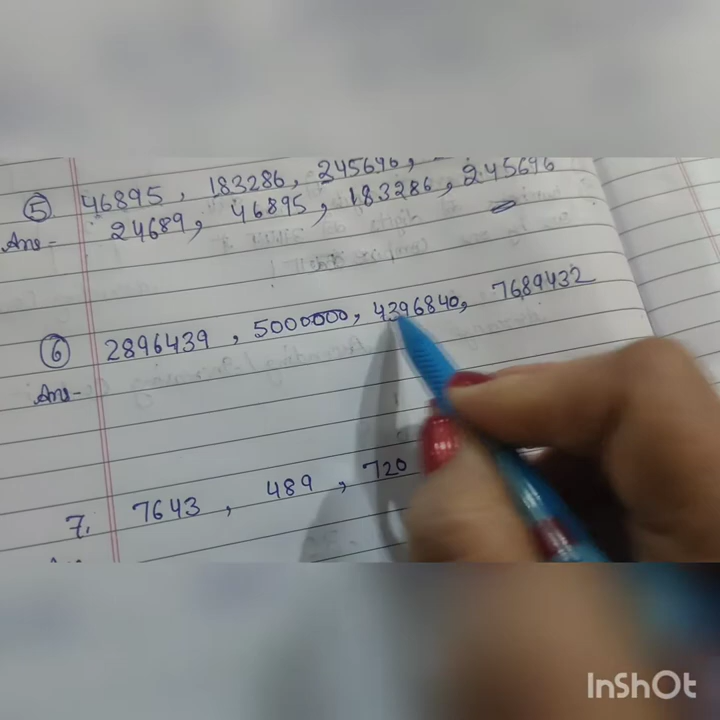 ⑤ 46895, 183286, 245696,
Ans- 24689, 46895, 183286, 245696
⑥ 2896439, 5000000, 4396840, 7689432
Ans-
7. 7643, 489, 720
InShOt